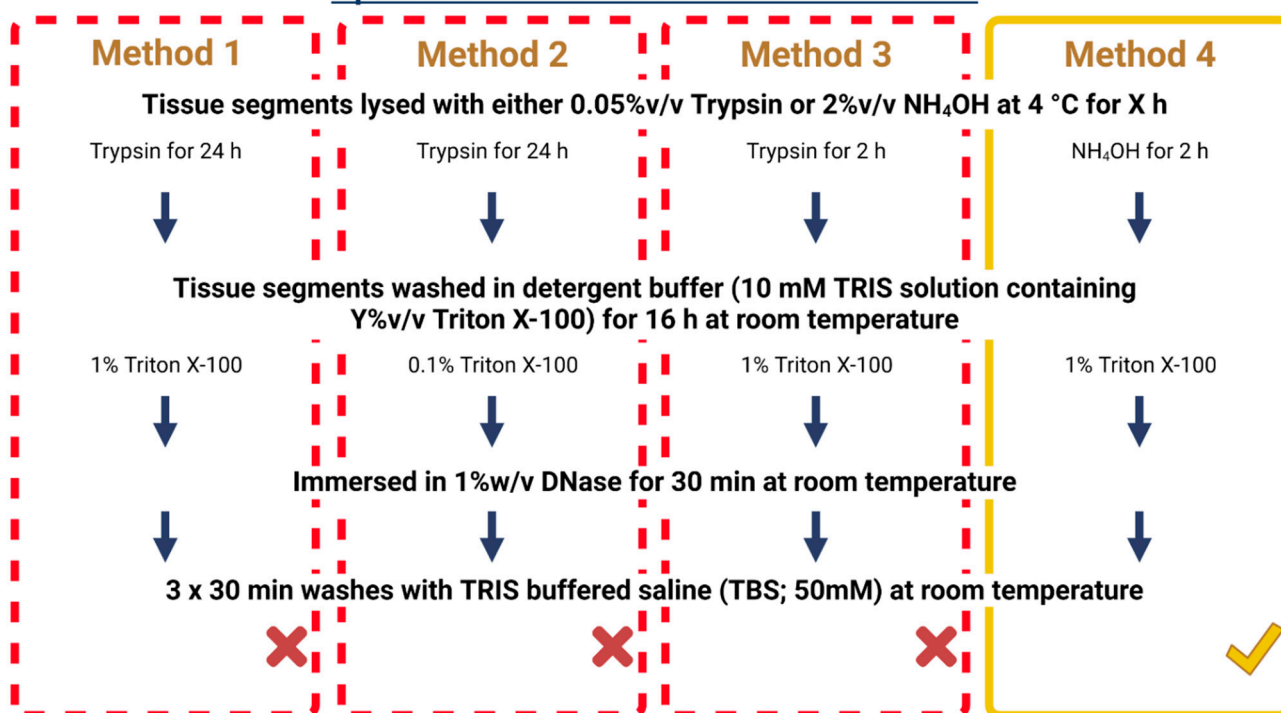 Method 1
Method 2
Method 3
Method 4
Tissue segments lysed with either 0.05%v/v Trypsin or 2%v/v NH₄OH at 4 °C for X h
Trypsin for 24 h
Trypsin for 24 h
Trypsin for 2 h
NH₄OH for 2 h
Tissue segments washed in detergent buffer (10 mM TRIS solution containing
Y%v/v Triton X-100) for 16 h at room temperature
1% Triton X-100
0.1% Triton X-100
1% Triton X-100
1% Triton X-100
Immersed in 1%w/v DNase for 30 min at room temperature
3 x 30 min washes with TRIS buffered saline (TBS; 50mM) at room temperature